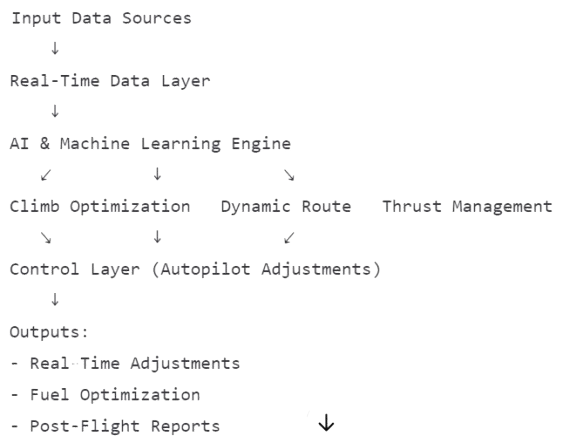 Input Data Sources
↓
Real-Time Data Layer
↓
AI & Machine Learning Engine
↙ ↓ ↘
Climb Optimization Dynamic Route Thrust Management
↘ ↓ ↙
Control Layer (Autopilot Adjustments)
↓
Outputs:
- Real-Time Adjustments
- Fuel Optimization
- Post-Flight Reports ↓